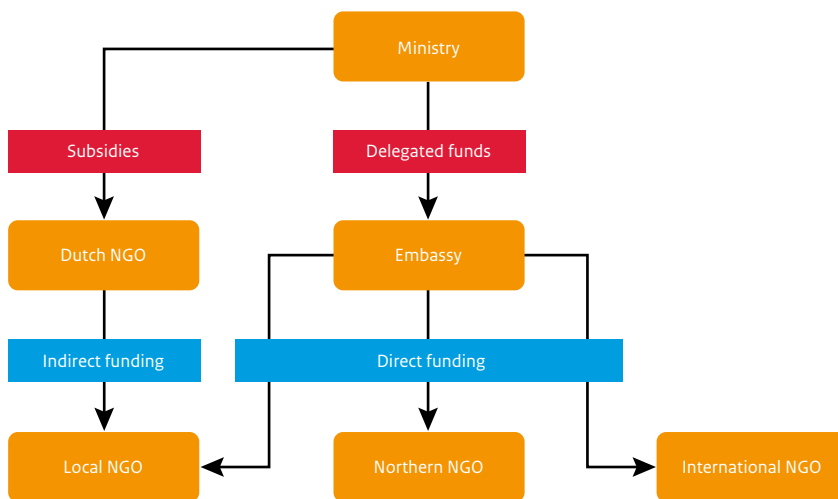 Ministry
Subsidies
Delegated funds
Dutch NGO
Embassy
Indirect funding
Direct funding
Local NGO
Northern NGO
International NGO